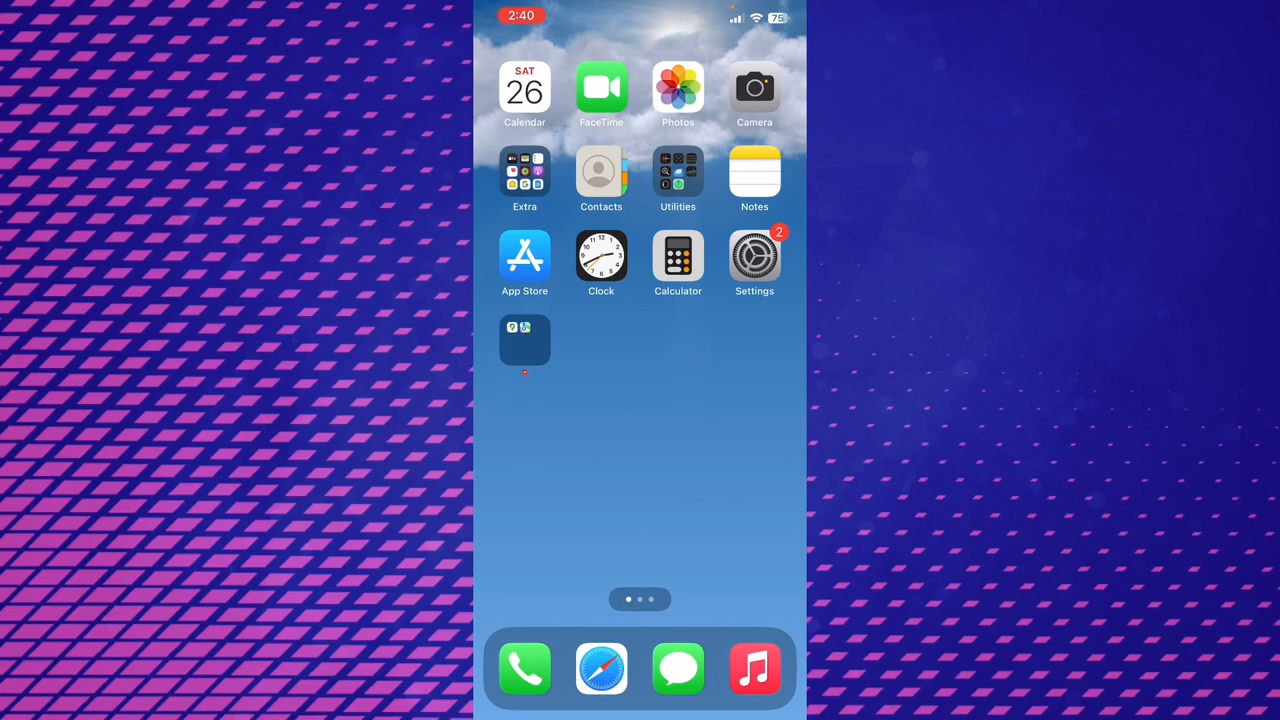 2:40
75
SAT
26
Calendar
FaceTime
Photos
Camera
Extra
Contacts
Utilities
Notes
2
App Store
Clock
Calculator
Settings